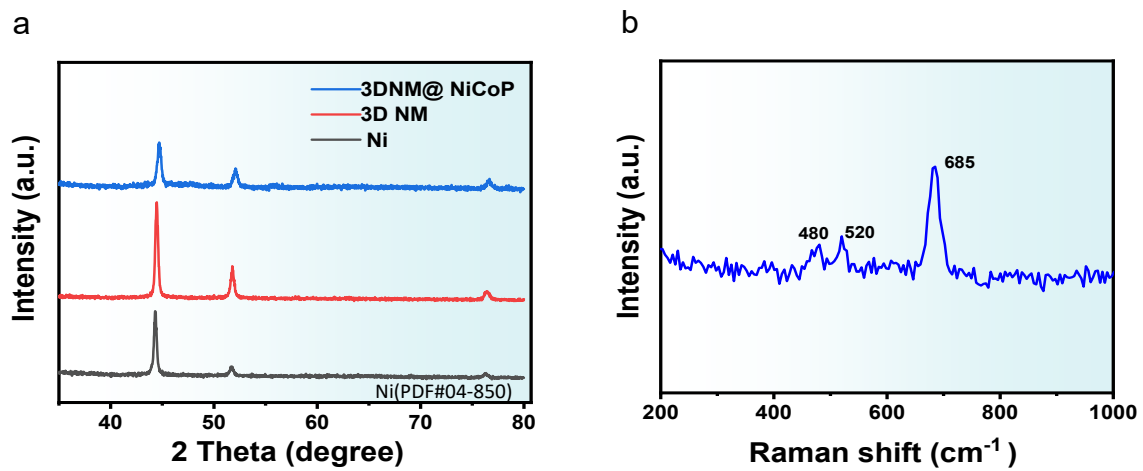 a
3DNM@ NiCoP
3D NM
Ni
Intensity (a.u.)
Ni(PDF#04-850)
40 50 60 70 80
2 Theta (degree)
b
685
480 520
Intensity (a.u.)
200 400 600 800 1000
Raman shift (cm⁻¹)